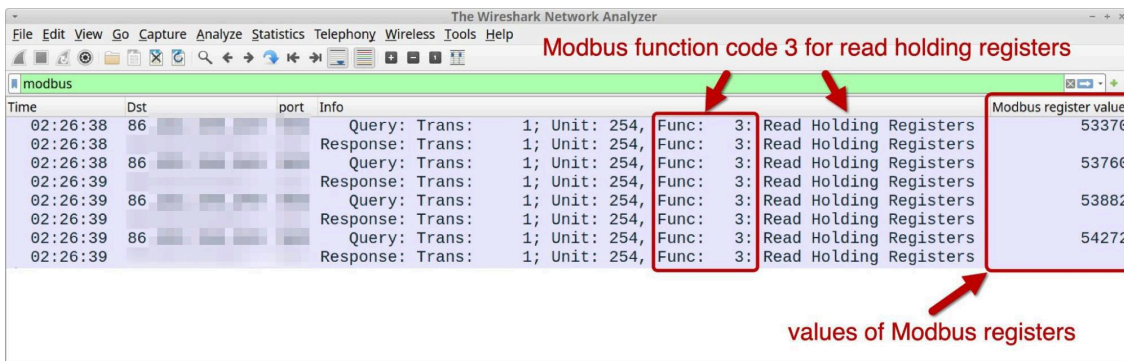 The Wireshark Network Analyzer
File Edit View Go Capture Analyze Statistics Telephony Wireless Tools Help
Modbus function code 3 for read holding registers
modbus
Time Dst port Info Modbus register value
02:26:38 86 Query: Trans: 1; Unit: 254, Func: 3: Read Holding Registers 53370
02:26:38 Response: Trans: 1; Unit: 254, Func: 3: Read Holding Registers
02:26:38 86 Query: Trans: 1; Unit: 254, Func: 3: Read Holding Registers 53760
02:26:39 Response: Trans: 1; Unit: 254, Func: 3: Read Holding Registers
02:26:39 86 Query: Trans: 1; Unit: 254, Func: 3: Read Holding Registers 53882
02:26:39 Response: Trans: 1; Unit: 254, Func: 3: Read Holding Registers
02:26:39 86 Query: Trans: 1; Unit: 254, Func: 3: Read Holding Registers 54272
02:26:39 Response: Trans: 1; Unit: 254, Func: 3: Read Holding Registers
values of Modbus registers